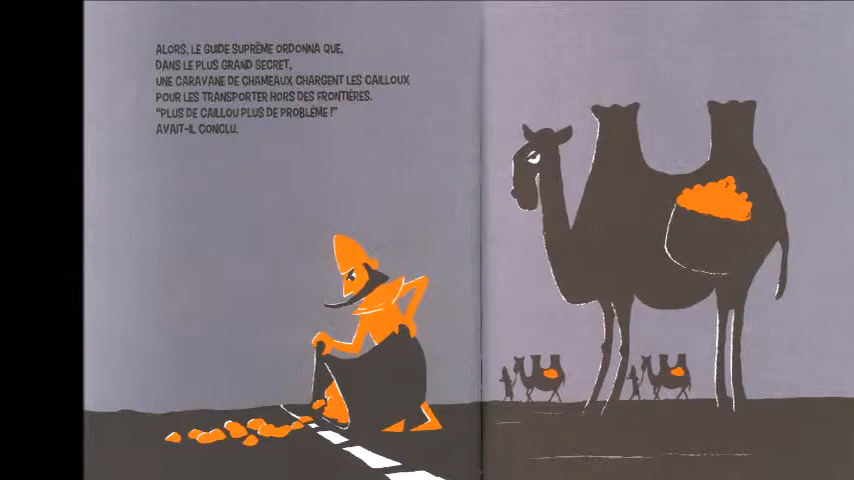 ALORS, LE GUIDE SUPRÊME ORDONNA QUE,
DANS LE PLUS GRAND SECRET,
UNE CARAVANE DE CHAMEAUX CHARGENT LES CAILLOUX
POUR LES TRANSPORTER HORS DES FRONTIÈRES.
"PLUS DE CAILLOU PLUS DE PROBLÈME !"
AVAIT-IL CONCLU.